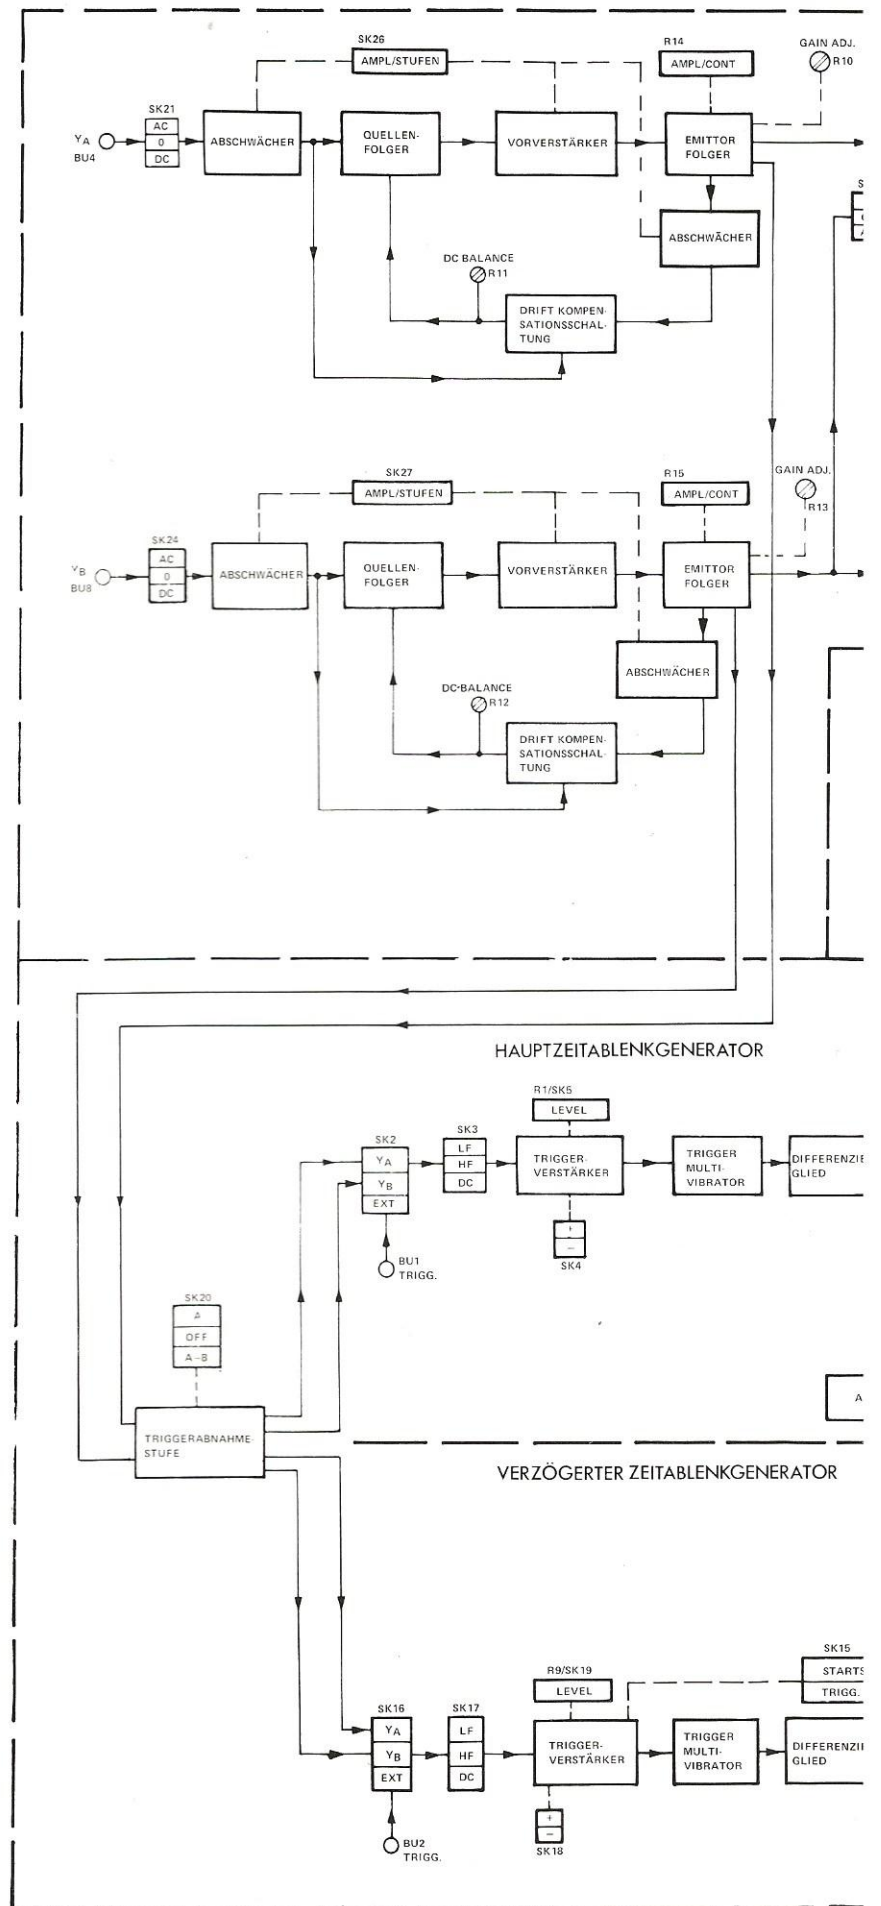 SK26
AMPL/STUFEN
R14
AMPL/CONT
GAIN ADJ.
R10
SK21
AC
0
DC
YA
BU4
ABSCHWÄCHER
QUELLEN-
FOLGER
VORVERSTÄRKER
EMITTOR
FOLGER
ABSCHWÄCHER
DC BALANCE
R11
DRIFT KOMPEN-
SATIONSSCHAL-
TUNG
SK27
AMPL/STUFEN
R15
AMPL/CONT
GAIN ADJ.
R13
SK24
AC
0
DC
YB
BU8
ABSCHWÄCHER
QUELLEN-
FOLGER
VORVERSTÄRKER
EMITTOR
FOLGER
ABSCHWÄCHER
DC·BALANCE
R12
DRIFT KOMPEN-
SATIONSSCHAL-
TUNG
HAUPTZEITABLENKGENERATOR
R1/SK5
LEVEL
SK2
YA
YB
EXT
SK3
LF
HF
DC
TRIGGER-
VERSTÄRKER
TRIGGER
MULTI-
VIBRATOR
DIFFERENZIE
GLIED
+
–
SK4
BU1
TRIGG.
SK20
A
OFF
A–B
A
TRIGGERABNAHME-
STUFE
VERZÖGERTER ZEITABLENKGENERATOR
SK15
STARTS
TRIGG.
R9/SK19
LEVEL
SK16
YA
YB
EXT
SK17
LF
HF
DC
TRIGGER-
VERSTÄRKER
TRIGGER
MULTI-
VIBRATOR
DIFFERENZIE
GLIED
+
–
SK18
BU2
TRIGG.